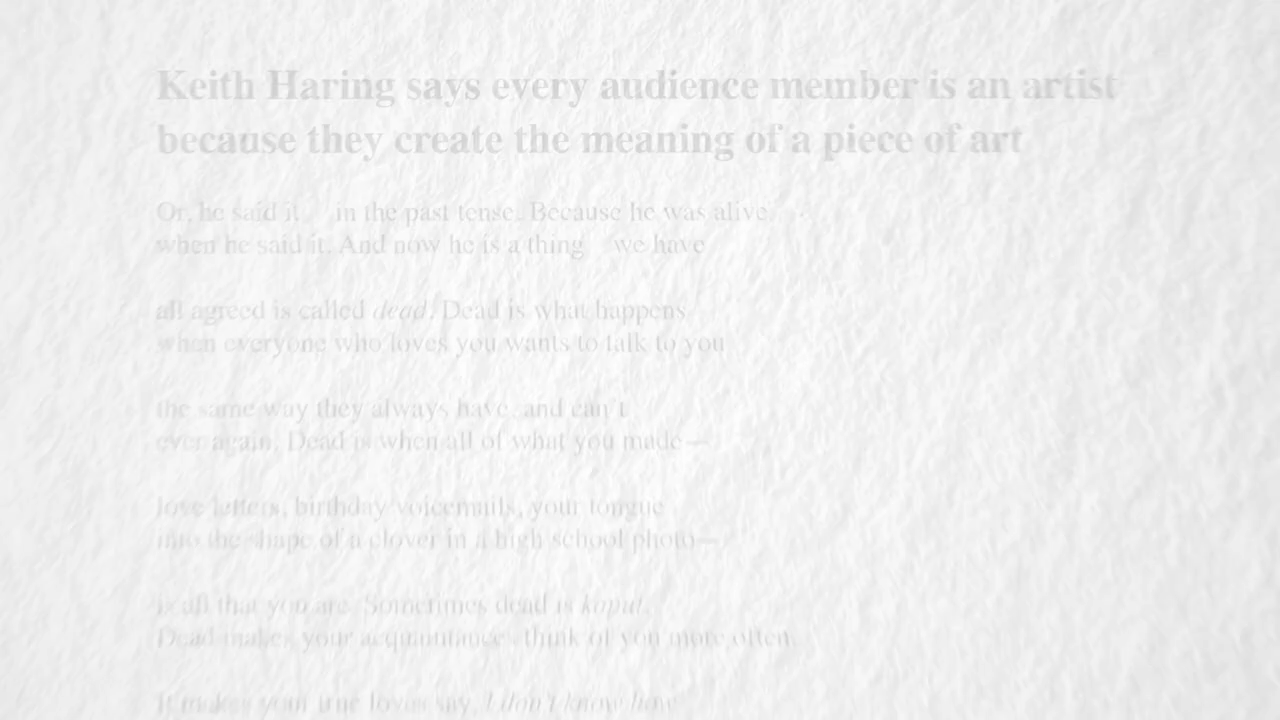 Keith Haring says every audience member is an artist
because they create the meaning of a piece of art
Or, he said it in the past tense. Because he was alive
when he said it. And now he is a thing we have
all agreed is called dead. Dead is what happens
when everyone who loves you wants to talk to you
the same way they always have, and can't
ever again. Dead is when all of what you made—
love letters, birthday voicemails, your tongue
into the shape of a clover in a high school photo—
is all that you are. Sometimes dead is kaput.
Dead makes your acquaintances think of you more often.
It makes your true loves say, I don't know how